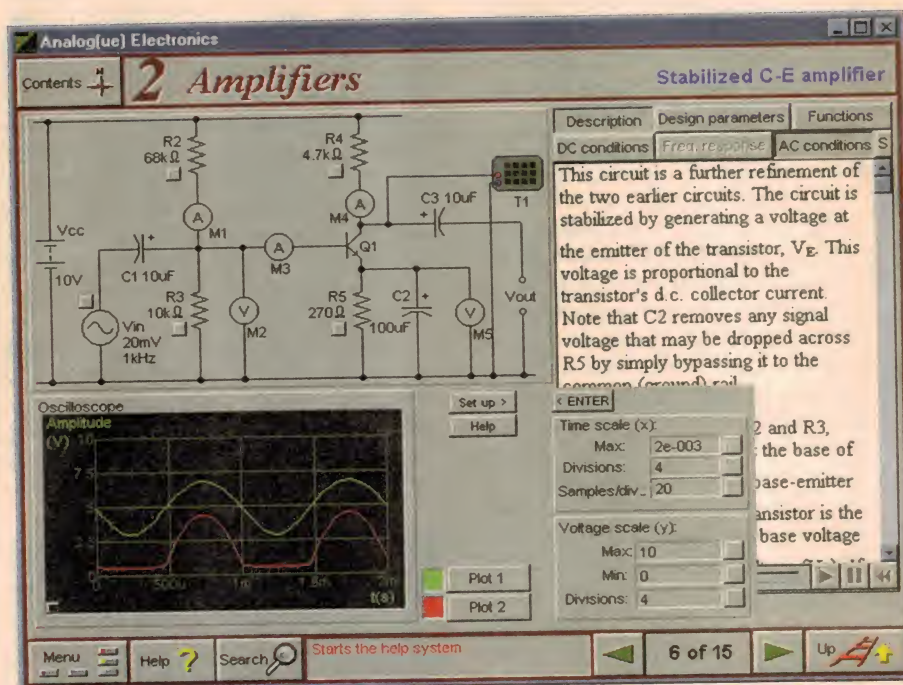 Analog(ue) Electronics
Contents
N
2 Amplifiers
Stabilized C-E amplifier
R2
68kΩ
R4
4.7kΩ
A
M1
A
M4
C3 10uF
T1
Vcc
10V
C1 10uF
A
M3
Q1
R3
10kΩ
V
M2
R5
270Ω
C2
100uF
V
M5
Vout
Vin
20mV
1kHz
Description
Design parameters
Functions
DC conditions
Freq. response
AC conditions
S
This circuit is a further refinement of
the two earlier circuits. The circuit is
stabilized by generating a voltage at
the emitter of the transistor, VE. This
voltage is proportional to the
transistor's d.c. collector current.
Note that C2 removes any signal
voltage that may be dropped across
R5 by simply bypassing it to the
common (ground) rail
2 and R3,
the base of
base-emitter
ansistor is the
base voltage
Oscilloscope
Amplitude
(V)
10
7.5
0
500u
1m
1.5m
2m
t(s)
Set up >
Help
Plot 1
Plot 2
< ENTER
Time scale (x):
Max: 2e-003
Divisions: 4
Samples/div.: 20
Voltage scale (y):
Max: 10
Min: 0
Divisions: 4
Menu
Help ?
Search
Starts the help system
6 of 15
Up